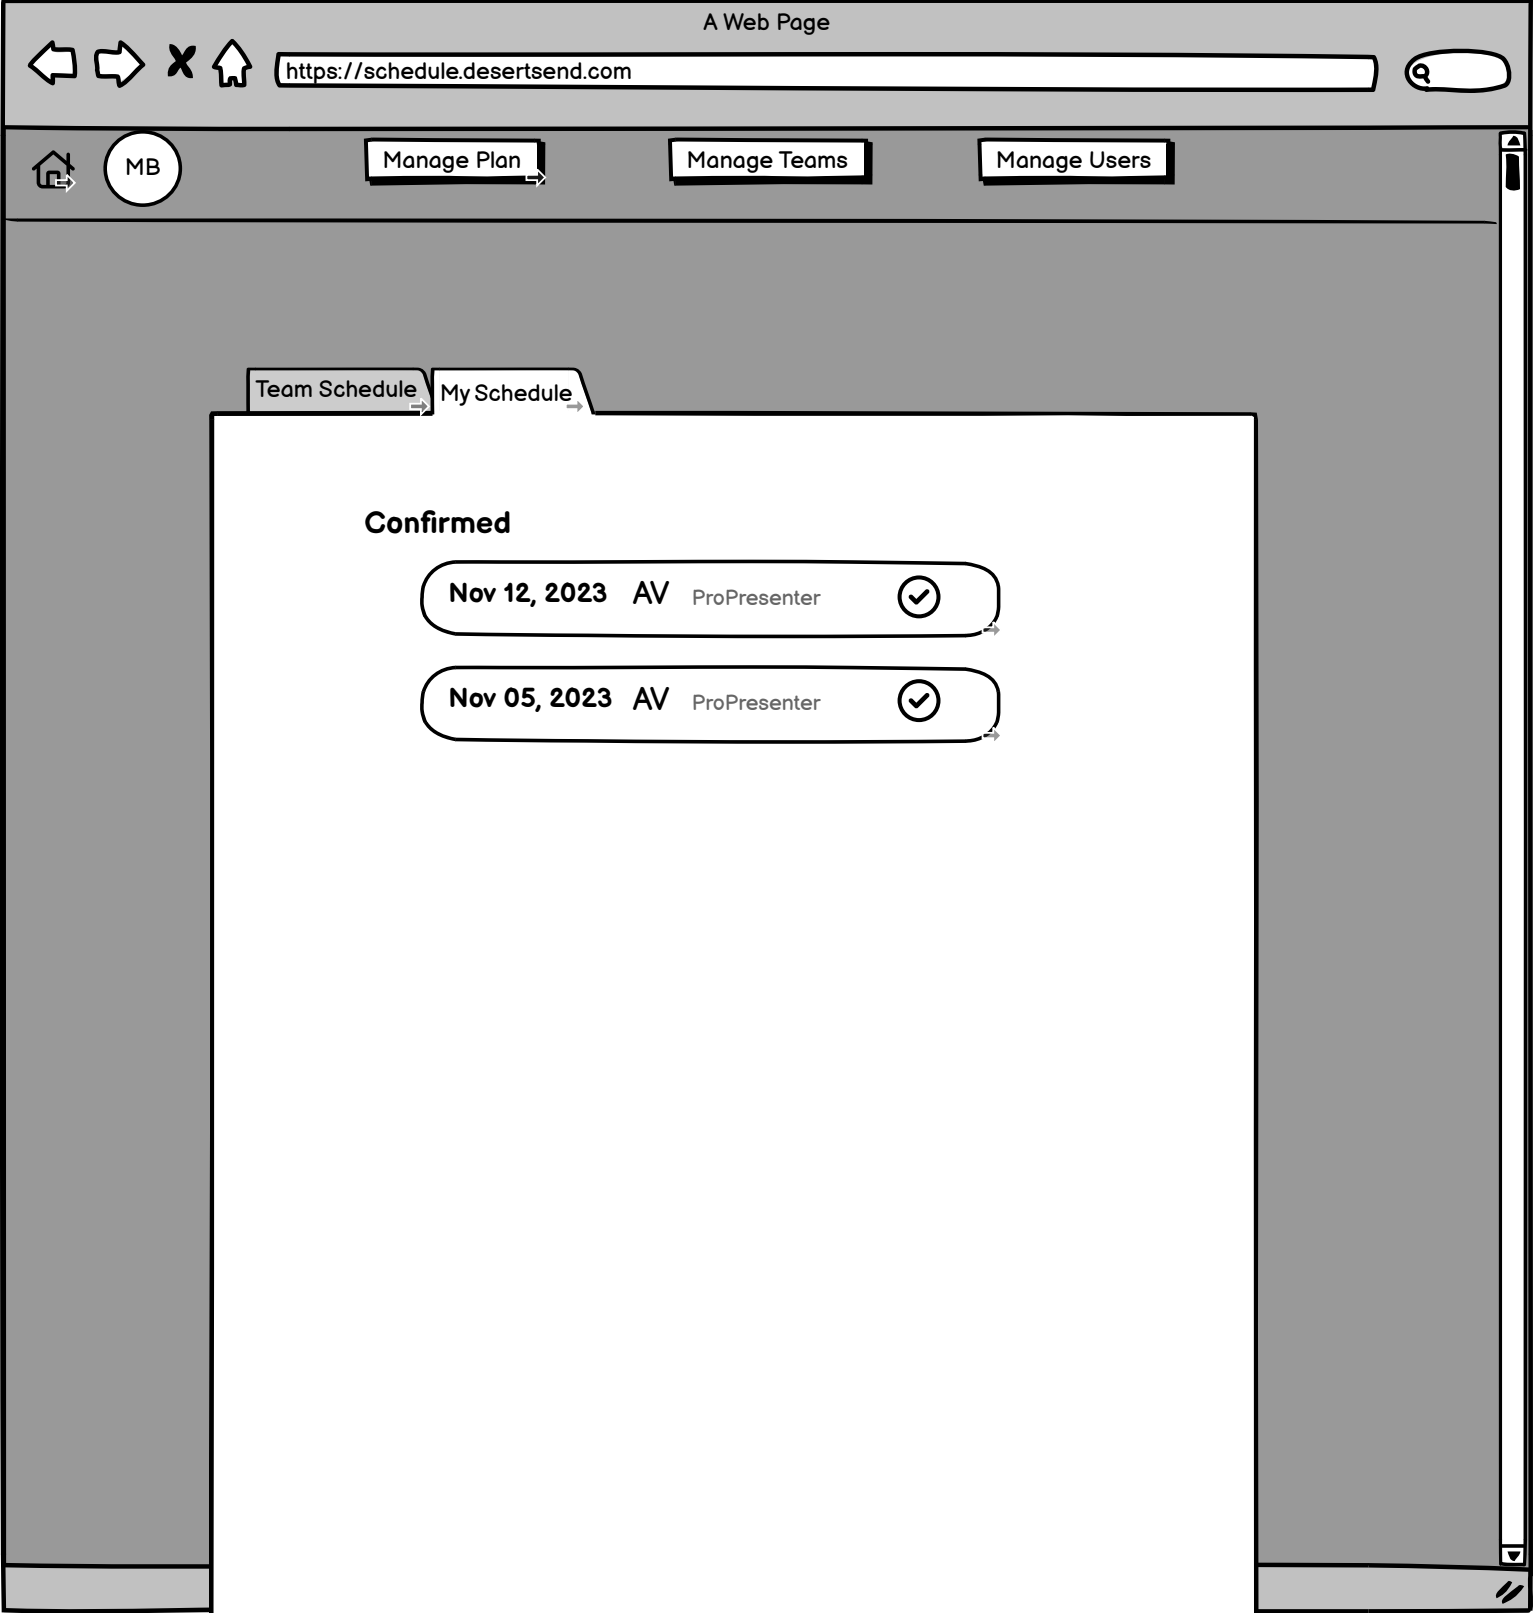 A Web Page
https://schedule.desertsend.com
MB
Manage Plan
Manage Teams
Manage Users
Team Schedule
My Schedule
Confirmed
Nov 12, 2023 AV ProPresenter
Nov 05, 2023 AV ProPresenter